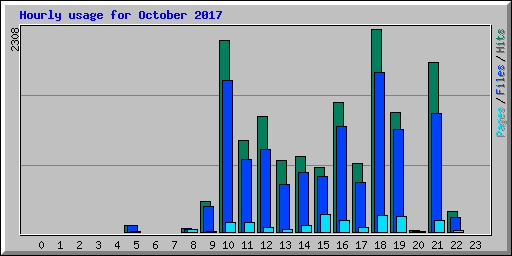 Hourly usage for October 2017
2308
Pages / Files / Hits
0 1 2 3 4 5 6 7 8 9 10 11 12 13 14 15 16 17 18 19 20 21 22 23